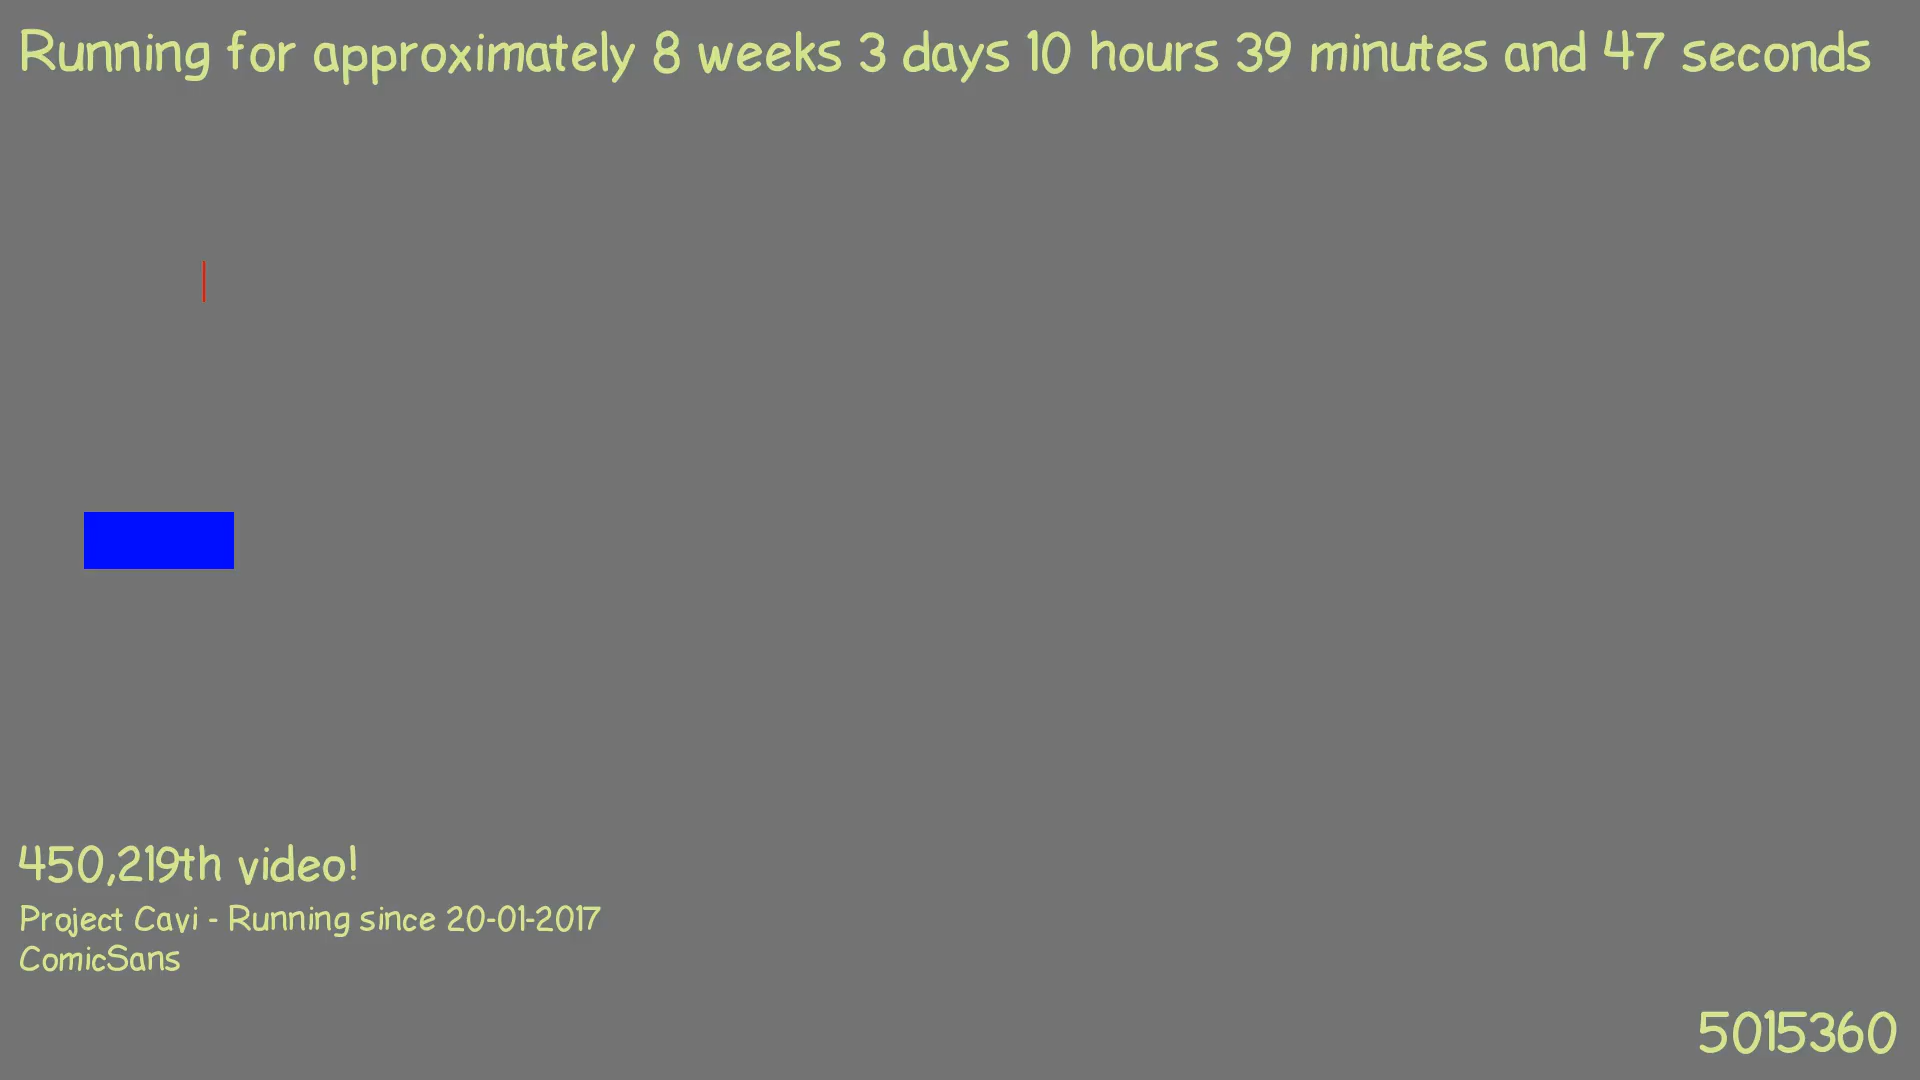 Running for approximately 8 weeks 3 days 10 hours 39 minutes and 47 seconds
450,219th video!
Project Cavi - Running since 20-01-2017
ComicSans
5015360